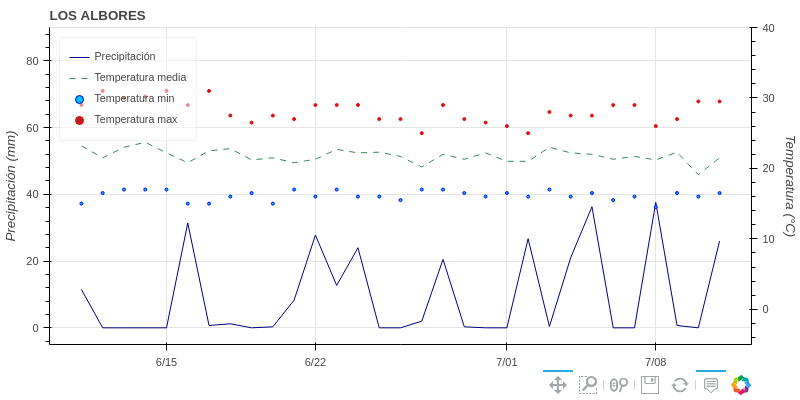 LOS ALBORES
Precipitación
Temperatura media
Temperatura min
Temperatura max
Precipitación (mm)
80
60
40
20
0
Temperatura (°C)
40
30
20
10
0
6/15
6/22
7/01
7/08